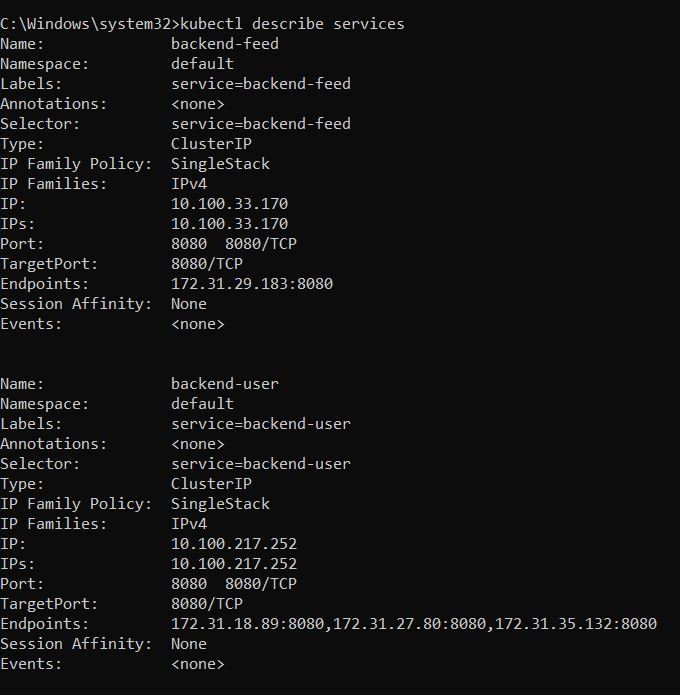 C:\Windows\system32>kubectl describe services
Name:              backend-feed
Namespace:         default
Labels:            service=backend-feed
Annotations:       <none>
Selector:          service=backend-feed
Type:              ClusterIP
IP Family Policy:  SingleStack
IP Families:       IPv4
IP:                10.100.33.170
IPs:               10.100.33.170
Port:              8080  8080/TCP
TargetPort:        8080/TCP
Endpoints:         172.31.29.183:8080
Session Affinity:  None
Events:            <none>
Name:              backend-user
Namespace:         default
Labels:            service=backend-user
Annotations:       <none>
Selector:          service=backend-user
Type:              ClusterIP
IP Family Policy:  SingleStack
IP Families:       IPv4
IP:                10.100.217.252
IPs:               10.100.217.252
Port:              8080  8080/TCP
TargetPort:        8080/TCP
Endpoints:         172.31.18.89:8080,172.31.27.80:8080,172.31.35.132:8080
Session Affinity:  None
Events:            <none>